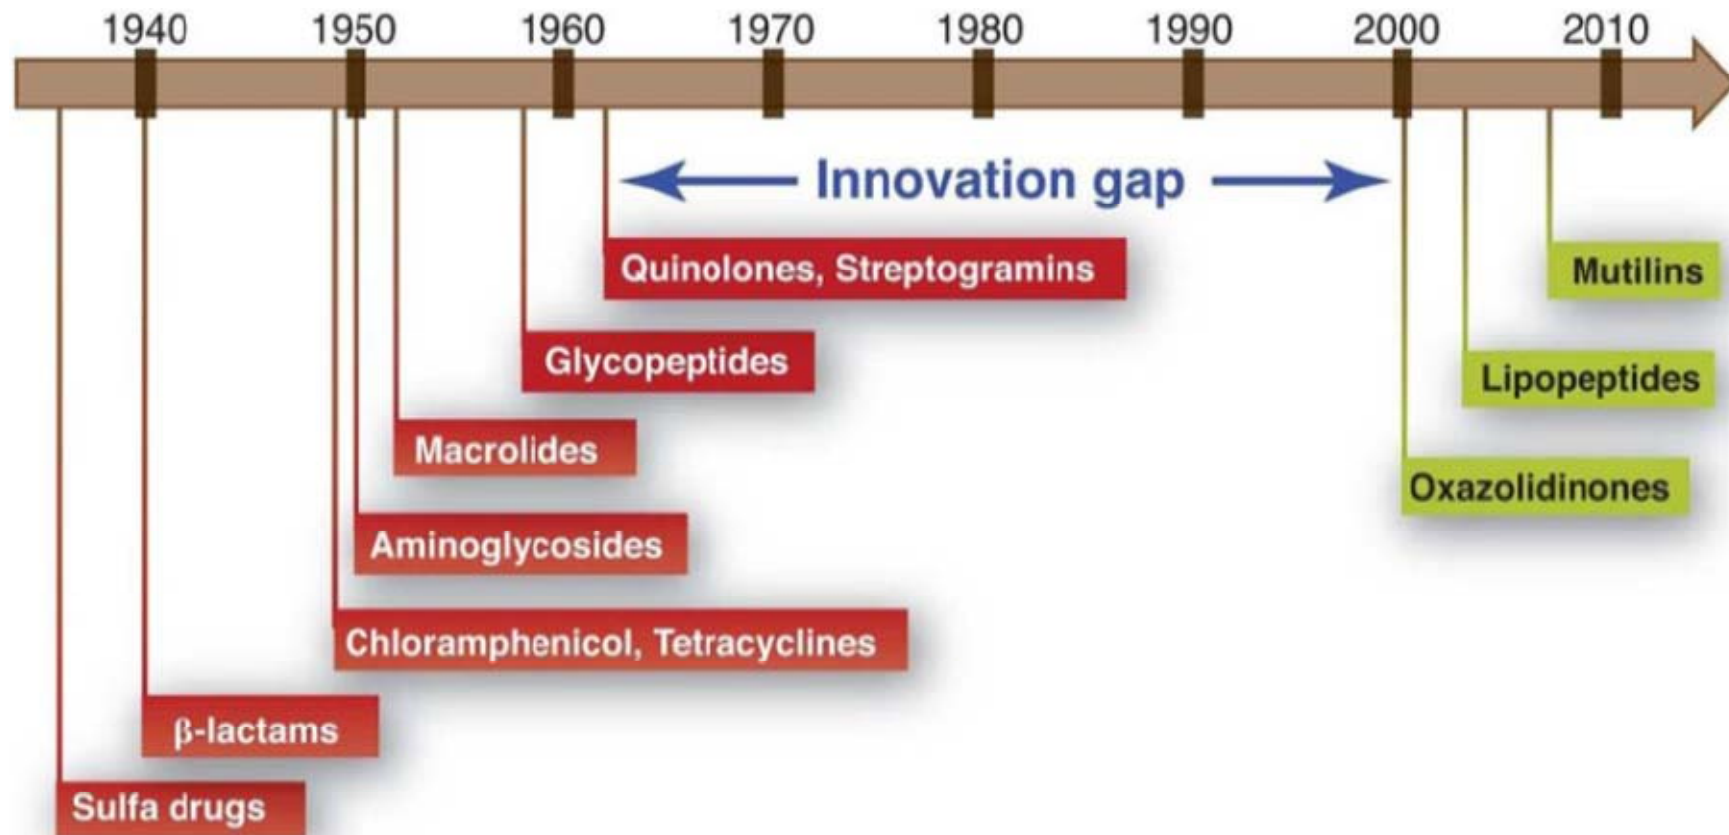 1940 1950 1960 1970 1980 1990 2000 2010
Innovation gap
Quinolones, Streptogramins
Mutilins
Glycopeptides
Lipopeptides
Macrolides
Oxazolidinones
Aminoglycosides
Chloramphenicol, Tetracyclines
β-lactams
Sulfa drugs